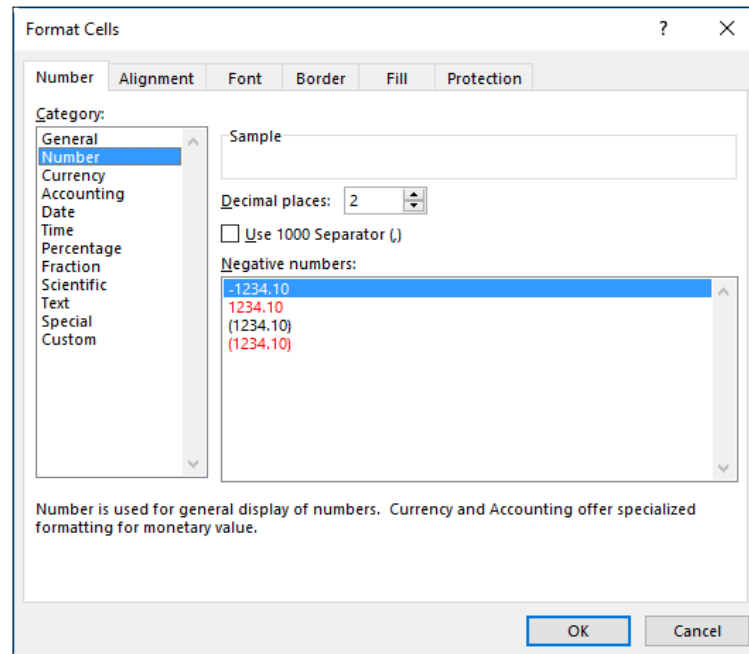 Format Cells
?
Number Alignment Font Border Fill Protection
Category:
General
Number
Currency
Accounting
Date
Time
Percentage
Fraction
Scientific
Text
Special
Custom
Sample
Decimal places: 2
Use 1000 Separator (,)
Negative numbers:
-1234.10
1234.10
(1234.10)
(1234.10)
Number is used for general display of numbers. Currency and Accounting offer specialized
formatting for monetary value.
OK Cancel